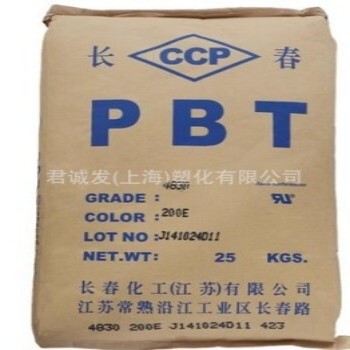 长 CCP 春
PBT
君诚发(上海)塑化有限公司
4830
GRADE:
COLOR: 200E
LOT NO: J141024D11
NET.WT: 25 KGS.
长春化工(江苏)有限公司
江苏常熟沿江工业区长春路
4830 200E J141024D11 423